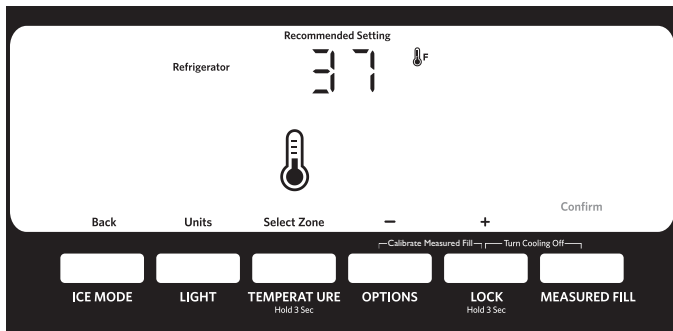 Recommended Setting
Refrigerator 37 F
Confirm
Back Units Select Zone – +
Calibrate Measured Fill Turn Cooling Off
ICE MODE LIGHT TEMPERAT URE OPTIONS LOCK MEASURED FILL
Hold 3 Sec Hold 3 Sec